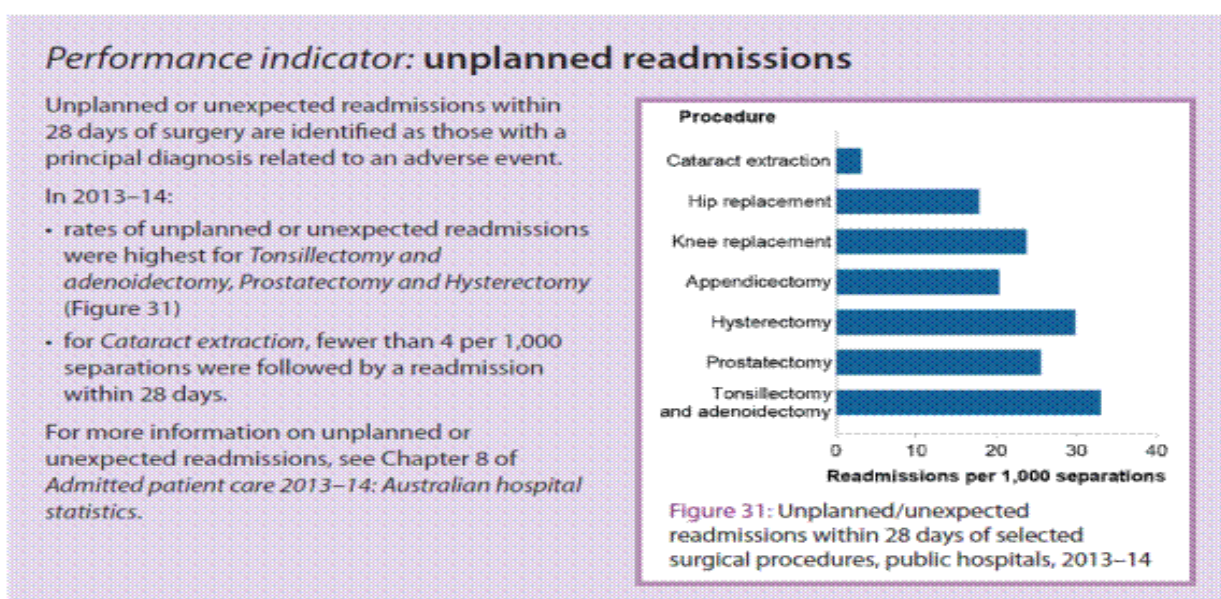 Performance indicator: unplanned readmissions
Unplanned or unexpected readmissions within
28 days of surgery are identified as those with a
principal diagnosis related to an adverse event.
In 2013–14:
• rates of unplanned or unexpected readmissions
were highest for Tonsillectomy and
adenoidectomy, Prostatectomy and Hysterectomy
(Figure 31)
• for Cataract extraction, fewer than 4 per 1,000
separations were followed by a readmission
within 28 days.
For more information on unplanned or
unexpected readmissions, see Chapter 8 of
Admitted patient care 2013–14: Australian hospital
statistics.
Procedure
Cataract extraction
Hip replacement
Knee replacement
Appendicectomy
Hysterectomy
Prostatectomy
Tonsillectomy
and adenoidectomy
0 10 20 30 40
Readmissions per 1,000 separations
Figure 31: Unplanned/unexpected
readmissions within 28 days of selected
surgical procedures, public hospitals, 2013–14